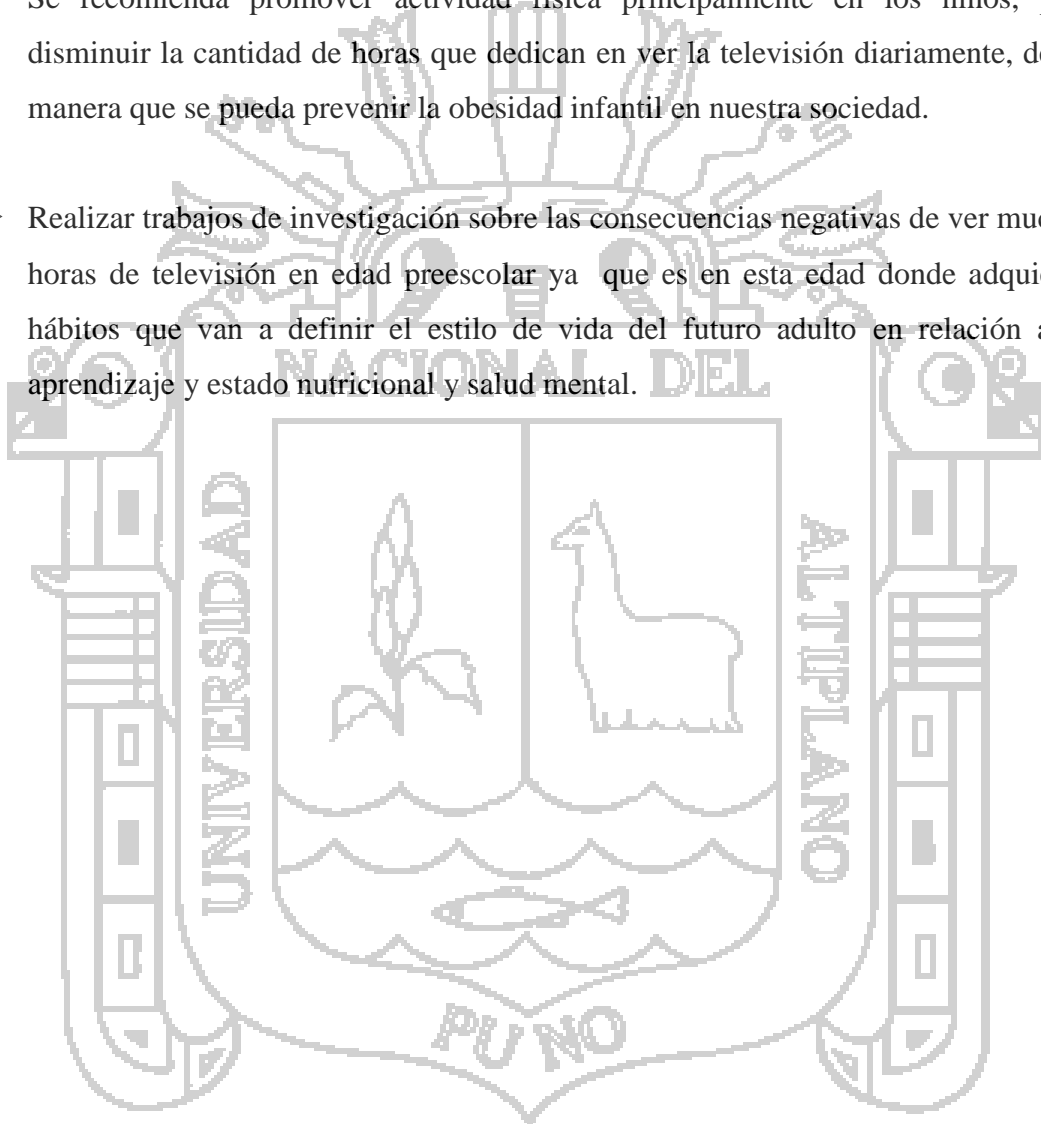 Se recomienda promover actividad física principalmente en los niños,
disminuir la cantidad de horas que dedican en ver la televisión diariamente,
manera que se pueda prevenir la obesidad infantil en nuestra sociedad.
Realizar trabajos de investigación sobre las consecuencias negativas de ver
horas de televisión en edad preescolar ya que es en esta edad donde
hábitos que van a definir el estilo de vida del futuro adulto en relación
aprendizaje y estado nutricional y salud mental.
NACIONAL DEL
UNIVERSIDAD
ALTIPLANO
PUNO